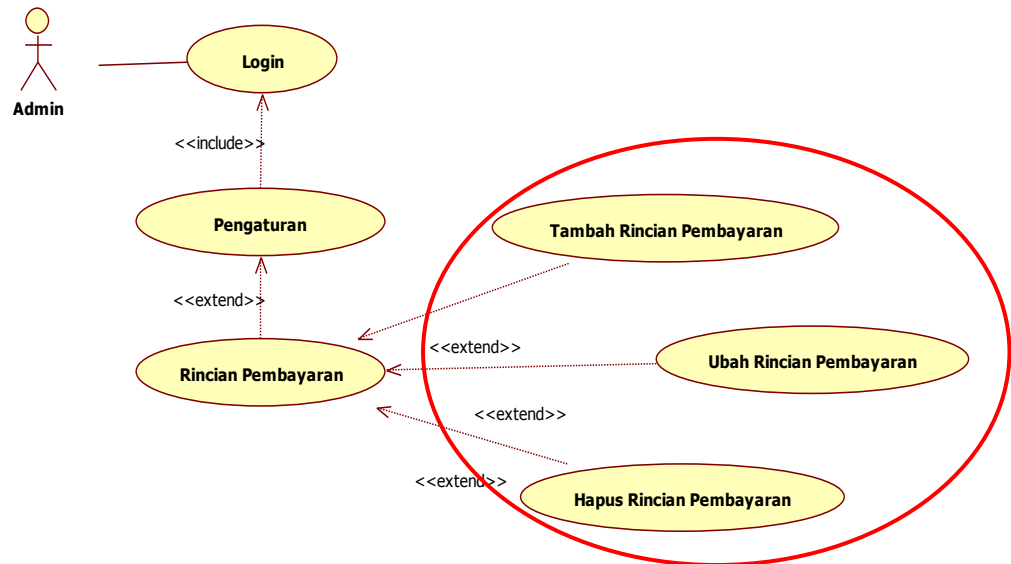 Login
Admin
<<include>>
Pengaturan
Tambah Rincian Pembayaran
<<extend>>
<<extend>>
Ubah Rincian Pembayaran
Rincian Pembayaran
<<extend>>
<<extend>>
Hapus Rincian Pembayaran